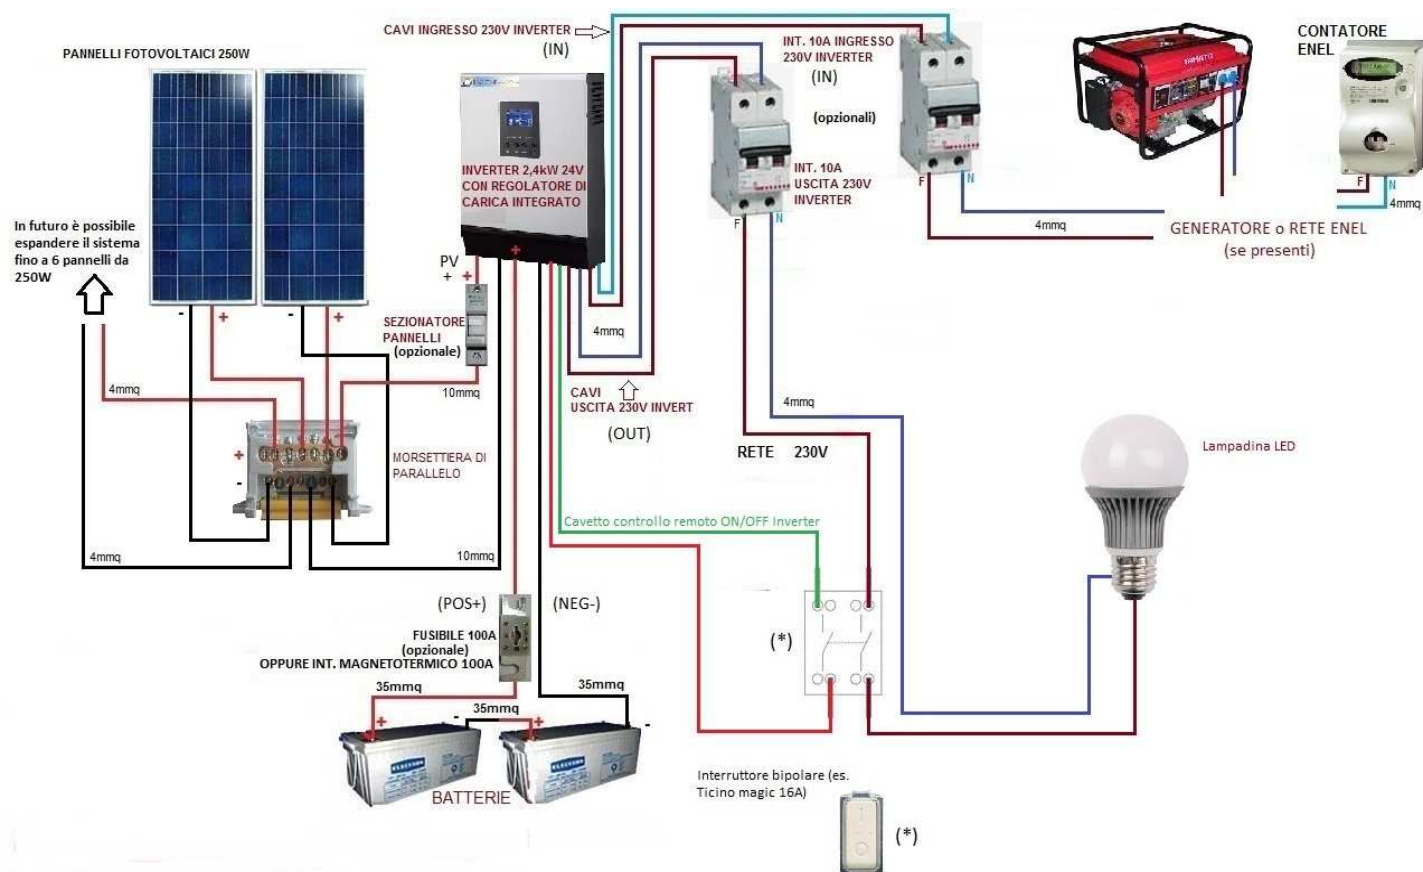 CAVI INGRESSO 230V INVERTER
(IN)
PANNELLI FOTOVOLTAICI 250W
INT. 10A INGRESSO
230V INVERTER
(IN)
(opzionali)
CONTATORE
ENEL
INVERTER 2,4kW 24V
CON REGOLATORE DI
CARICA INTEGRATO
INT. 10A
USCITA 230V
INVERTER
F
N
F
N
F
N
4mmq
4mmq
GENERATORE o RETE ENEL
(se presenti)
In futuro è possibile
espandere il sistema
fino a 6 pannelli da
250W
PV
+
+
+
SEZIONATORE
PANNELLI
(opzionale)
4mmq
-
+
-
+
4mmq
10mmq
CAVI
USCITA 230V INVERT
(OUT)
4mmq
RETE 230V
Lampadina LED
+
-
MORSETTIERA DI
PARALLELO
Cavetto controllo remoto ON/OFF Inverter
4mmq
10mmq
(POS+)
(NEG-)
FUSIBILE 100A
(opzionale)
OPPURE INT. MAGNETOTERMICO 100A
(*)
35mmq
35mmq
35mmq
+
-
+
-
BATTERIE
Interruttore bipolare (es.
Ticino magic 16A)
(*)